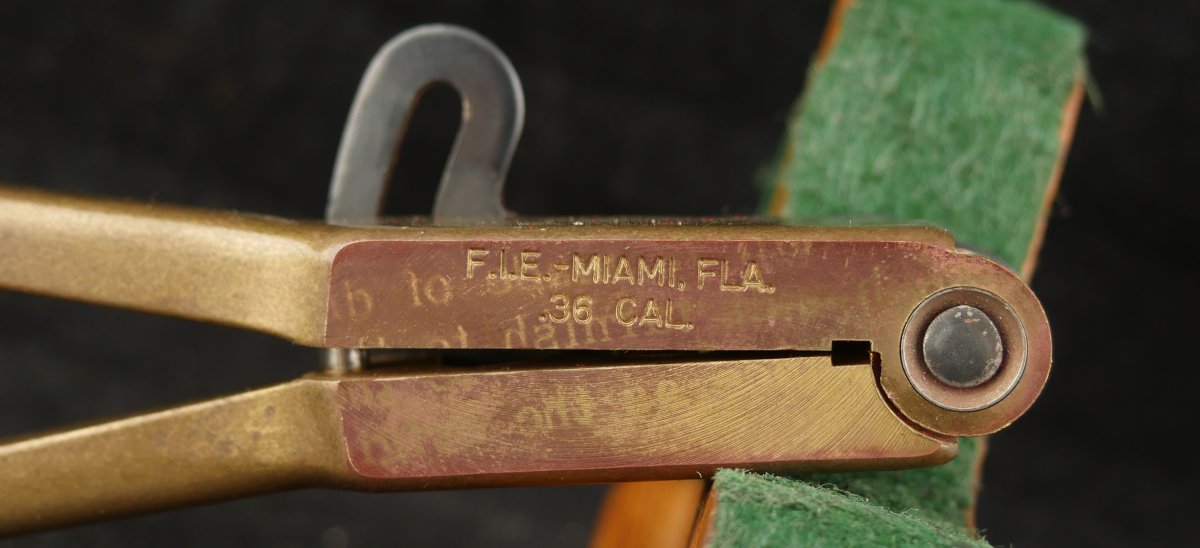 F.I.E.-MIAMI, FLA.
.36 CAL.